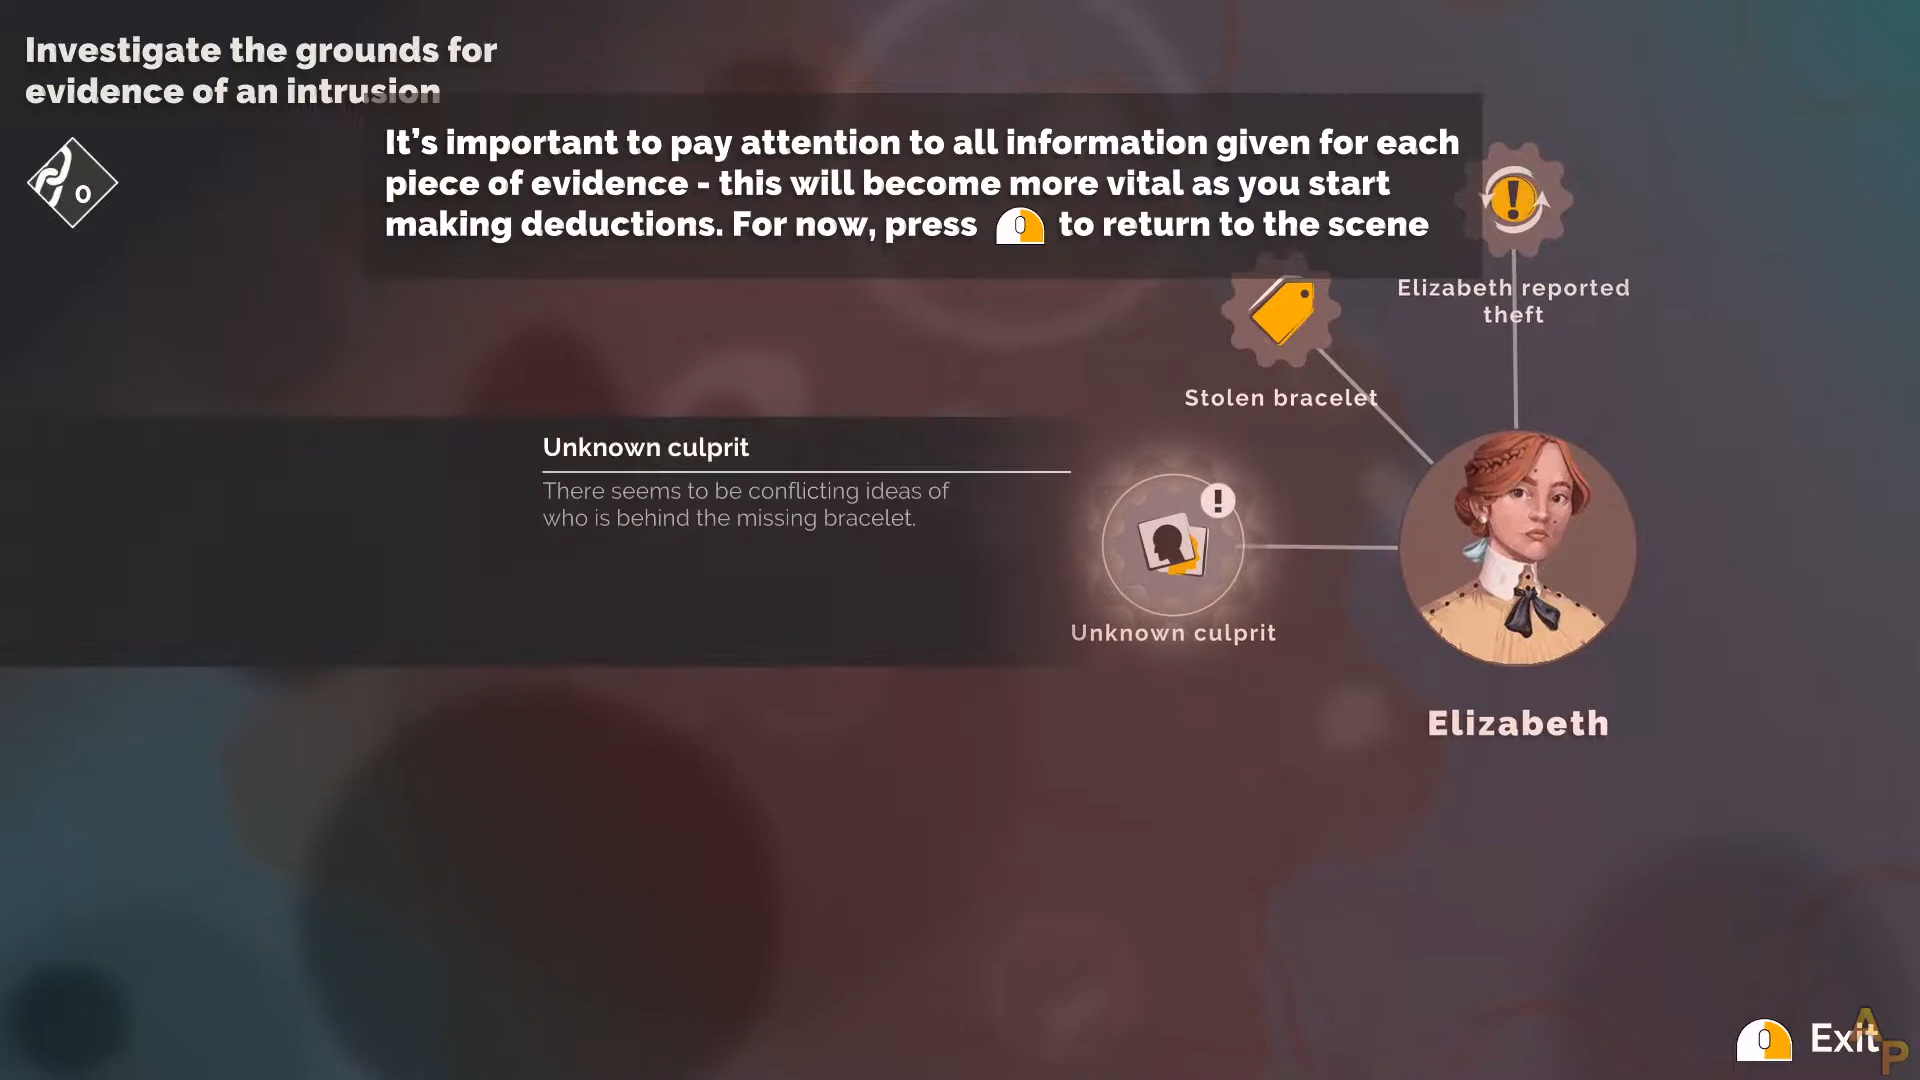 Investigate the grounds for
evidence of an intrusion
0
It's important to pay attention to all information given for each
piece of evidence - this will become more vital as you start
making deductions. For now, press to return to the scene
!
Elizabeth reported
theft
Stolen bracelet
Unknown culprit
There seems to be conflicting ideas of
who is behind the missing bracelet.
!
Unknown culprit
Elizabeth
Exit
AP